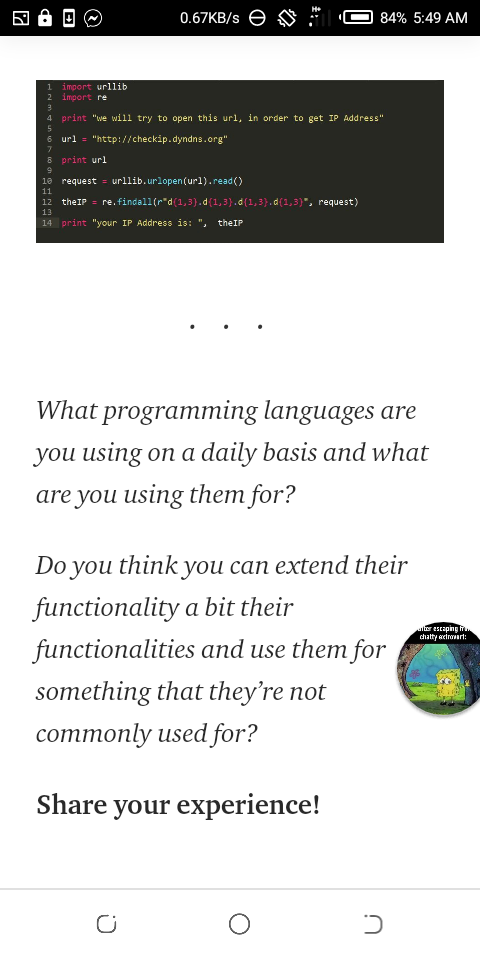 0.67KB/s H+ 84% 5:49 AM
1 import urllib
2 import re
3
4 print "we will try to open this url, in order to get IP Address"
5
6 url = "http://checkip.dyndns.org"
7
8 print url
9
10 request = urllib.urlopen(url).read()
11
12 theIP = re.findall(r"d{1,3}.d{1,3}.d{1,3}.d{1,3}", request)
13
14 print "your IP Address is: ",  theIP
. . .
What programming languages are
you using on a daily basis and what
are you using them for?
Do you think you can extend their
functionality a bit their
functionalities and use them for
something that they’re not
commonly used for?
escaping
chatty extrovert:
Share your experience!